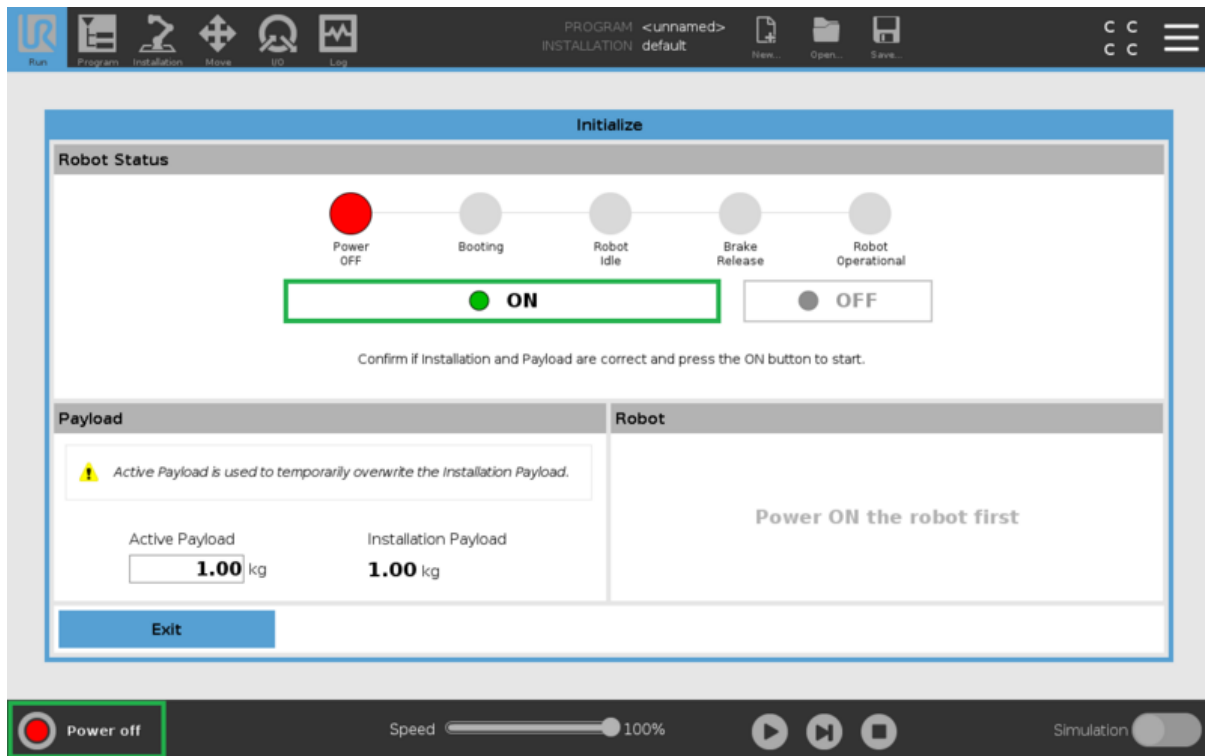 UR
PROGRAM <unnamed>
INSTALLATION default
C C
C C
Run Program Installation Move I/O Log New... Open... Save...
Initialize
Robot Status
Power OFF
Booting
Robot Idle
Brake Release
Robot Operational
ON
OFF
Confirm if Installation and Payload are correct and press the ON button to start.
Payload
Active Payload is used to temporarily overwrite the Installation Payload.
Active Payload
1.00 kg
Installation Payload
1.00 kg
Robot
Power ON the robot first
Exit
Power off
Speed 100%
Simulation